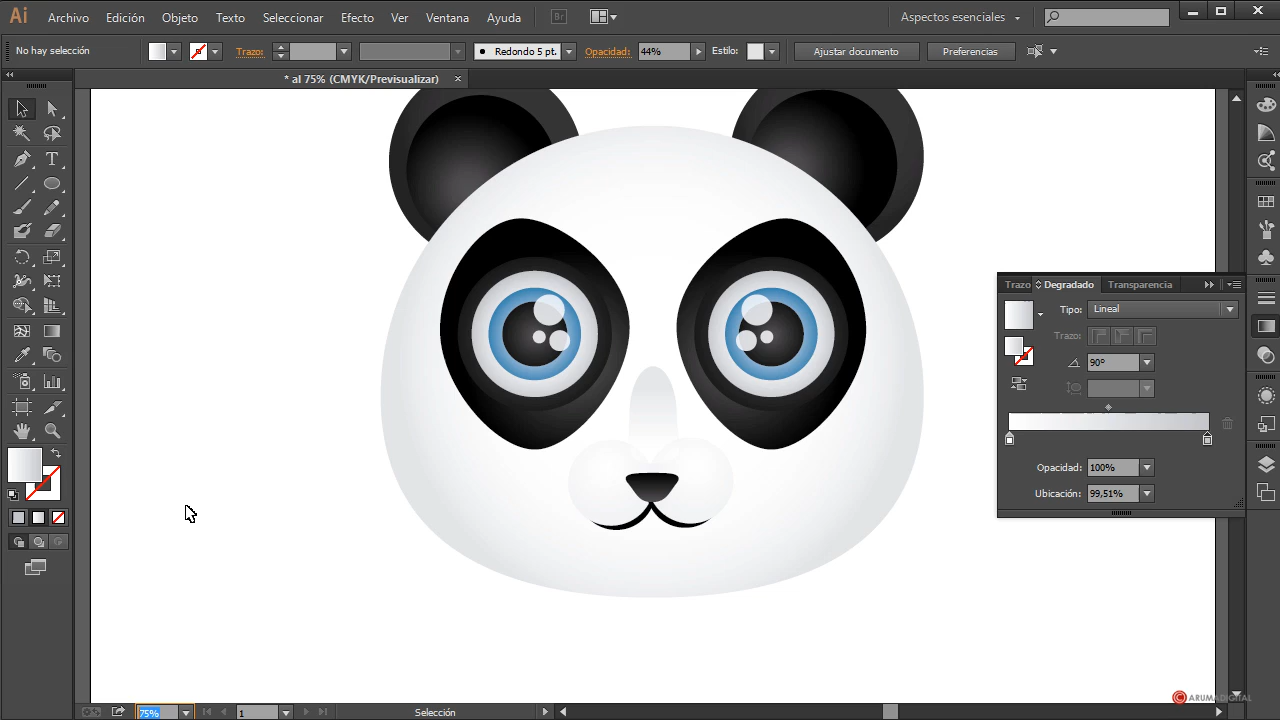 Ai Archivo Edición Objeto Texto Seleccionar Efecto Ver Ventana Ayuda Br Aspectos esenciales
No hay selección Trazo: Redondo 5 pt. Opacidad: 44% Estilo: Ajustar documento Preferencias
* al 75% (CMYK/Previsualizar)
Trazo Degradado Transparencia
Tipo: Lineal
Trazo:
90°
Opacidad: 100%
Ubicación: 99,51%
C ARUMADIGITAL
75% 1 Selección